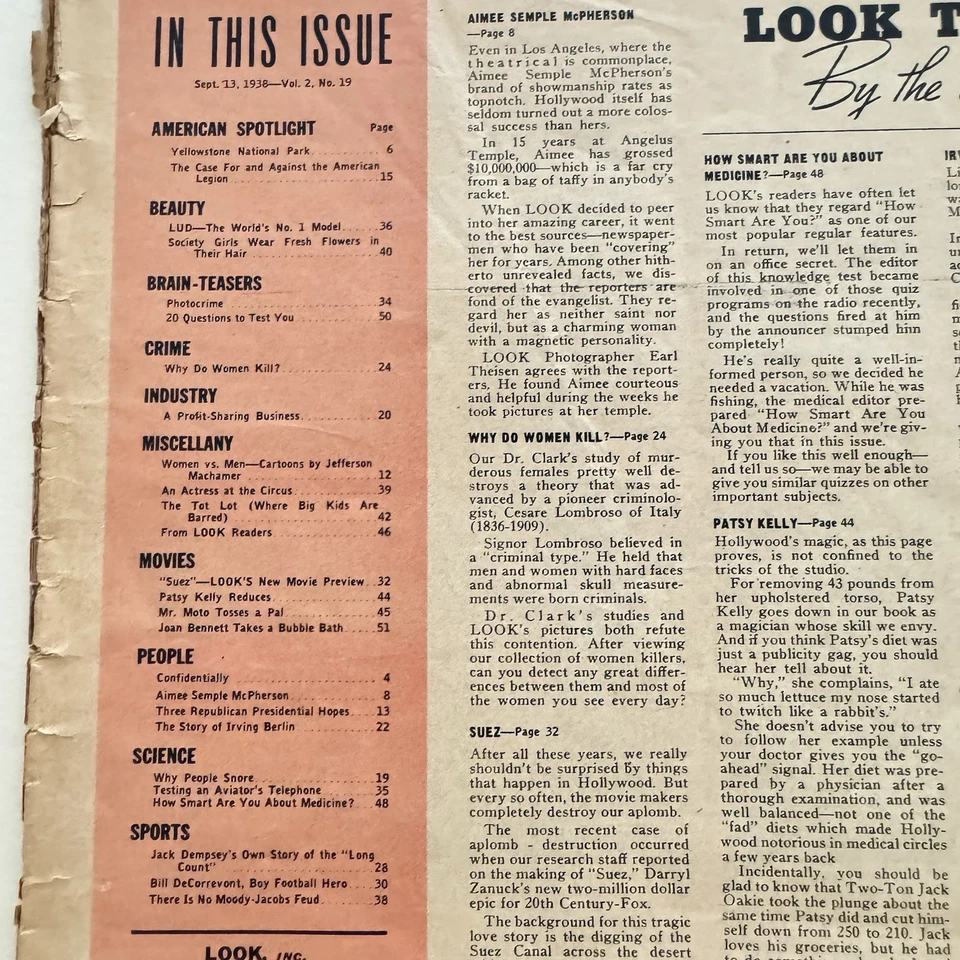 IN THIS ISSUE
Sept. 13, 1938—Vol. 2, No. 19
AMERICAN SPOTLIGHT Page
Yellowstone National Park 6
The Case For and Against the American
Legion 15
BEAUTY
LUD—The World's No. 1 Model 36
Society Girls Wear Fresh Flowers in
Their Hair 40
BRAIN-TEASERS
Photocrime 34
20 Questions to Test You 50
CRIME
Why Do Women Kill? 24
INDUSTRY
A Profit-Sharing Business 20
MISCELLANY
Women vs. Men—Cartoons by Jefferson
Machamer 12
An Actress at the Circus 39
The Tot Lot (Where Big Kids Are
Barred) 42
From LOOK Readers 46
MOVIES
"Suez"—LOOK'S New Movie Preview 32
Patsy Kelly Reduces 44
Mr. Moto Tosses a Pal 45
Joan Bennett Takes a Bubble Bath 51
PEOPLE
Confidentially 4
Aimee Semple McPherson 8
Three Republican Presidential Hopes 13
The Story of Irving Berlin 22
SCIENCE
Why People Snore 19
Testing an Aviator's Telephone 35
How Smart Are You About Medicine? 48
SPORTS
Jack Dempsey's Own Story of the "Long
Count" 28
Bill DeCorrevont, Boy Football Hero 30
There Is No Moody-Jacobs Feud 38
LOOK, INC.
AIMEE SEMPLE McPHERSON
—Page 8
Even in Los Angeles, where the
theatrical is commonplace,
Aimee Semple McPherson's
brand of showmanship rates as
topnotch. Hollywood itself has
seldom turned out a more colos-
sal success than hers.
In 15 years at Angelus
Temple, Aimee has grossed
$10,000,000—which is a far cry
from a bag of taffy in anybody's
racket.
When LOOK decided to peer
into her amazing career, it went
to the best sources—newspaper-
men who have been "covering"
her for years. Among other hith-
erto unrevealed facts, we dis-
covered that the reporters are
fond of the evangelist. They re-
gard her as neither saint nor
devil, but as a charming woman
with a magnetic personality.
LOOK Photographer Earl
Theisen agrees with the report-
ers. He found Aimee courteous
and helpful during the weeks he
took pictures at her temple.
WHY DO WOMEN KILL?—Page 24
Our Dr. Clark's study of mur-
derous females pretty well de-
stroys a theory that was ad-
vanced by a pioneer criminolo-
gist, Cesare Lombroso of Italy
(1836-1909).
Signor Lombroso believed in
a "criminal type." He held that
men and women with hard faces
and abnormal skull measure-
ments were born criminals.
Dr. Clark's studies and
LOOK's pictures both refute
this contention. After viewing
our collection of women killers,
can you detect any great differ-
ences between them and most of
the women you see every day?
SUEZ—Page 32
After all these years, we really
shouldn't be surprised by things
that happen in Hollywood. But
every so often, the movie makers
completely destroy our aplomb.
The most recent case of
aplomb - destruction occurred
when our research staff reported
on the making of "Suez," Darryl
Zanuck's new two-million dollar
epic for 20th Century-Fox.
The background for this tragic
love story is the digging of the
Suez Canal across the desert
LOOK T
By the
HOW SMART ARE YOU ABOUT
MEDICINE?—Page 48
LOOK's readers have often let
us know that they regard "How
Smart Are You?" as one of our
most popular regular features.
In return, we'll let them in
on an office secret. The editor
of this knowledge test became
involved in one of those quiz
programs on the radio recently,
and the questions fired at him
by the announcer stumped him
completely!
He's really quite a well-in-
formed person, so we decided he
needed a vacation. While he was
fishing, the medical editor pre-
pared "How Smart Are You
About Medicine?" and we're giv-
ing you that in this issue.
If you like this well enough—
and tell us so—we may be able to
give you similar quizzes on other
important subjects.
PATSY KELLY—Page 44
Hollywood's magic, as this page
proves, is not confined to the
tricks of the studio.
For removing 43 pounds from
her upholstered torso, Patsy
Kelly goes down in our book as
a magician whose skill we envy.
And if you think Patsy's diet was
just a publicity gag, you should
hear her tell about it.
"Why," she complains, "I ate
so much lettuce my nose started
to twitch like a rabbit's."
She doesn't advise you to try
to follow her example unless
your doctor gives you the "go-
ahead" signal. Her diet was pre-
pared by a physician after a
thorough examination, and was
well balanced—not one of the
"fad" diets which made Holly-
wood notorious in medical circles
a few years back
Incidentally, you should be
glad to know that Two-Ton Jack
Oakie took the plunge about the
same time Patsy did and cut him-
self down from 250 to 210. Jack
loves his groceries, but he had